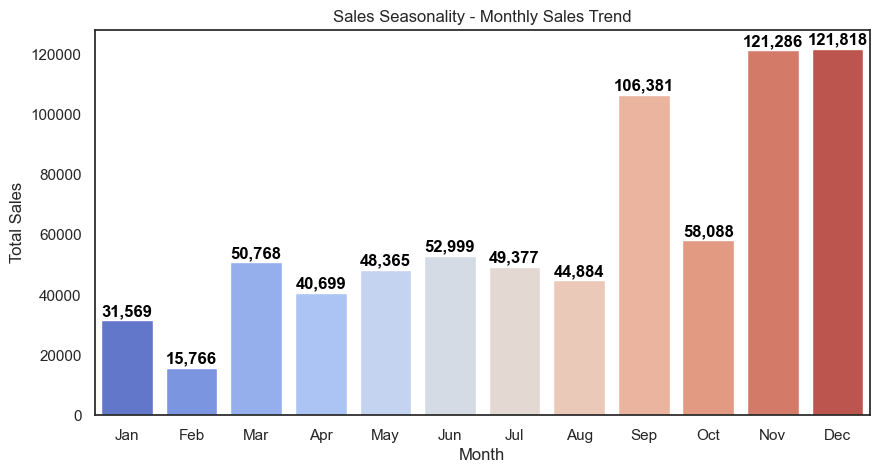 Sales Seasonality - Monthly Sales Trend
Total Sales
120000
100000
80000
60000
40000
20000
0
31,569
15,766
50,768
40,699
48,365
52,999
49,377
44,884
106,381
58,088
121,286
121,818
Jan
Feb
Mar
Apr
May
Jun
Jul
Aug
Sep
Oct
Nov
Dec
Month